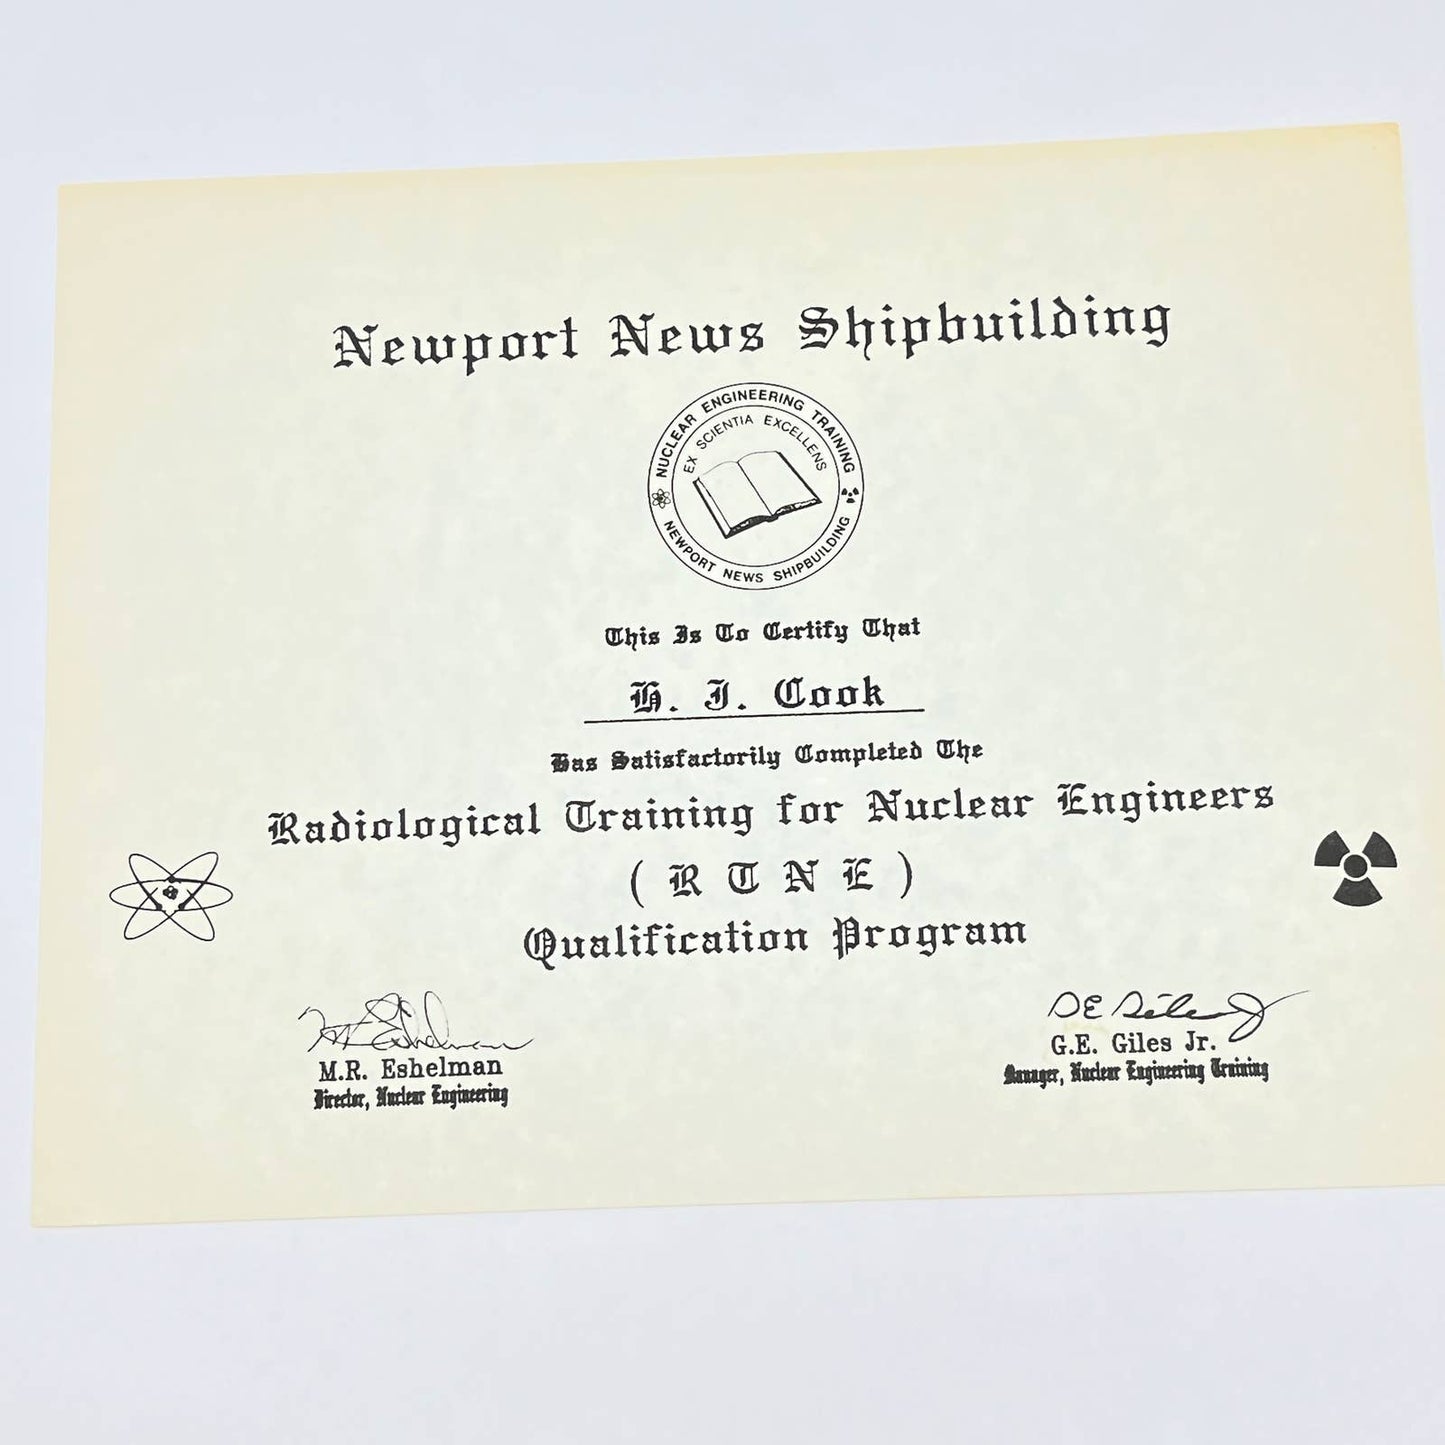 Newport News Shipbuilding
NUCLEAR ENGINEERING TRAINING
EX SCIENTIA EXCELLENS
NEWPORT NEWS SHIPBUILDING
This Is To Certify That
H. J. Cook
Has Satisfactorily Completed The
Radiological Training for Nuclear Engineers
( R T N E )
Qualification Program
M.R. Eshelman
Director, Nuclear Engineering
G.E. Giles Jr.
Manager, Nuclear Engineering Training